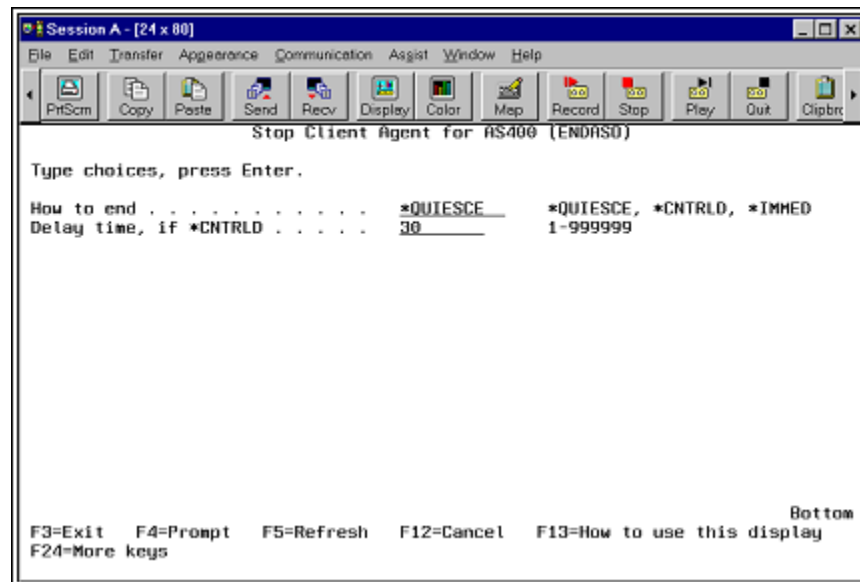 Session A - [24 x 80]
File Edit Transfer Appearance Communication Assist Window Help
PrtScrn Copy Paste Send Recv Display Color Map Record Stop Play Quit Clipbrd
Stop Client Agent for AS400 (ENDASO)
Type choices, press Enter.
How to end . . . . . . . . . . . *QUIESCE *QUIESCE, *CNTRLD, *IMMED
Delay time, if *CNTRLD . . . . . 30 1-999999
Bottom
F3=Exit F4=Prompt F5=Refresh F12=Cancel F13=How to use this display
F24=More keys